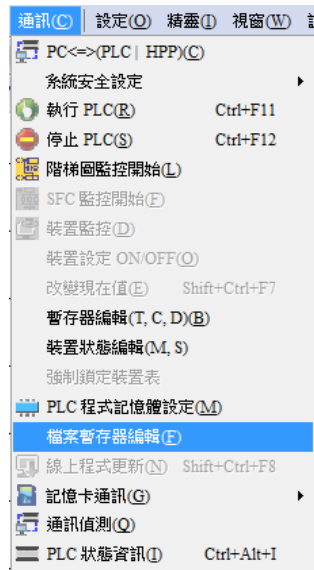 通訊(C) 設定(O) 精靈(I) 視窗(W)
PC<=>(PLC | HPP)(C)
系統安全設定
執行 PLC(R) Ctrl+F11
停止 PLC(S) Ctrl+F12
階梯圖監控開始(L)
SFC 監控開始(F)
裝置監控(D)
裝置設定 ON/OFF(O)
改變現在值(E) Shift+Ctrl+F7
暫存器編輯(T, C, D)(B)
裝置狀態編輯(M, S)
強制鎖定裝置表
PLC 程式記憶體設定(M)
檔案暫存器編輯(F)
線上程式更新(N) Shift+Ctrl+F8
記憶卡通訊(G)
通訊偵測(Q)
PLC 狀態資訊(I) Ctrl+Alt+I